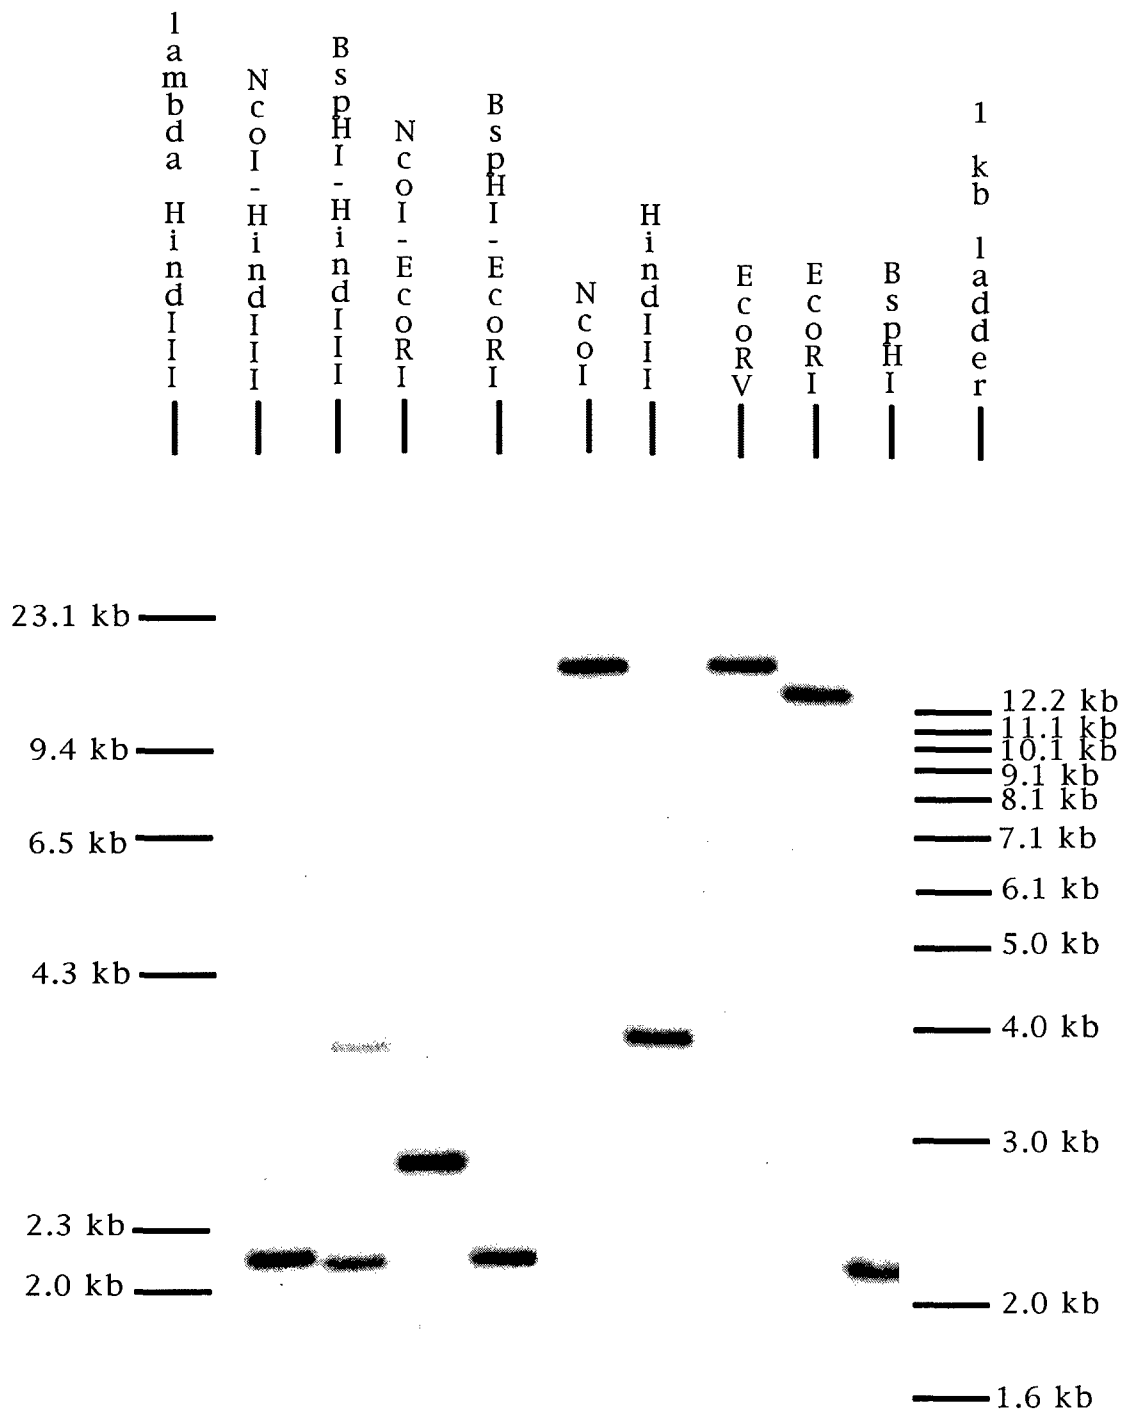 lambda HindIII
NcoI-HindIII
BspHI-HindIII
NcoI-EcoRI
BspHI-EcoRI
NcoI
HindIII
EcoRV
EcoRI
BspHI
1 kb ladder
23.1 kb
9.4 kb
6.5 kb
4.3 kb
2.3 kb
2.0 kb
12.2 kb
11.1 kb
10.1 kb
9.1 kb
8.1 kb
7.1 kb
6.1 kb
5.0 kb
4.0 kb
3.0 kb
2.0 kb
1.6 kb